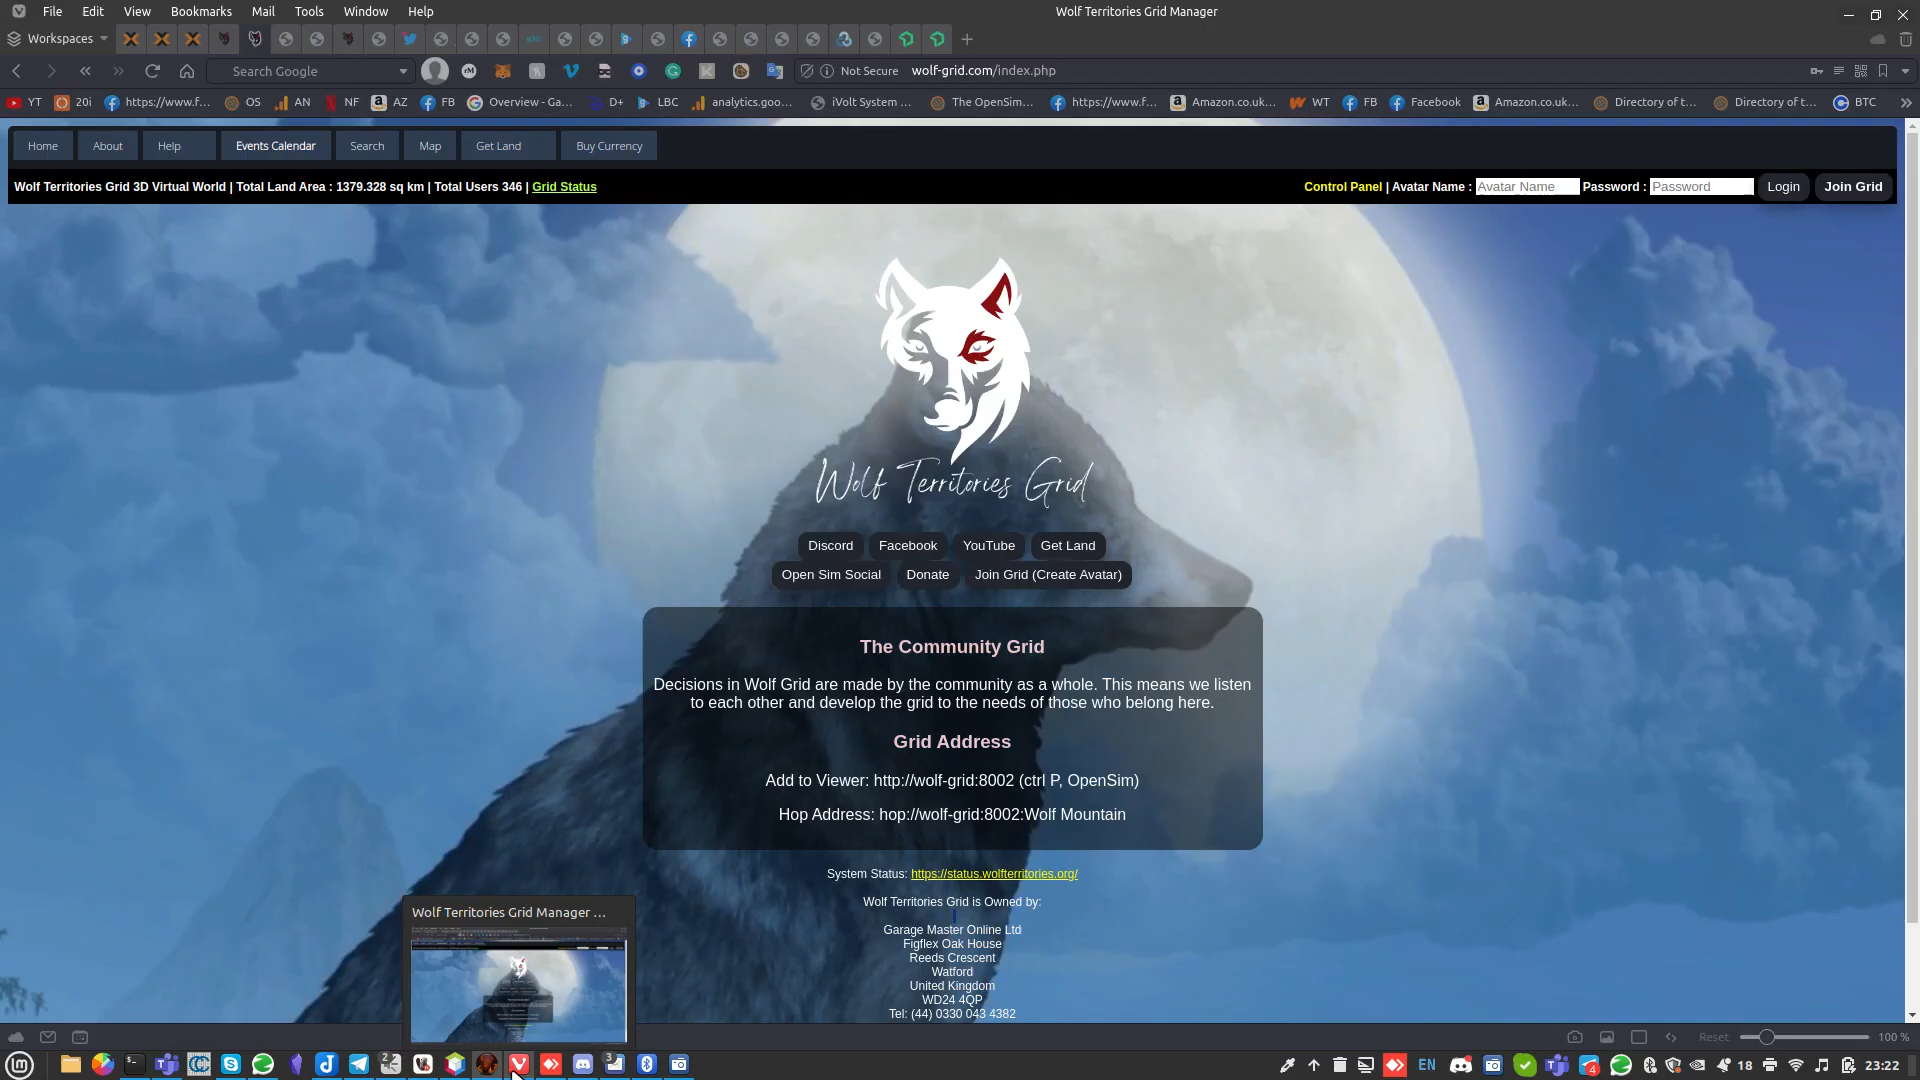 File Edit View Bookmarks Mail Tools Window Help
Wolf Territories Grid Manager
Workspaces
Search Google
Not Secure wolf-grid.com/index.php
YT 20i https://www.f... OS AN NF AZ FB Overview - Ga... D+ LBC analytics.goo... iVolt System ... The OpenSim... https://www.f... Amazon.co.uk... WT FB Facebook Amazon.co.uk... Directory of t... Directory of t... BTC
Home About Help Events Calendar Search Map Get Land Buy Currency
Wolf Territories Grid 3D Virtual World | Total Land Area : 1379.328 sq km | Total Users 346 | Grid Status
Control Panel | Avatar Name : Avatar Name Password : Password Login Join Grid
Wolf Territories Grid
Discord Facebook YouTube Get Land
Open Sim Social Donate Join Grid (Create Avatar)
The Community Grid
Decisions in Wolf Grid are made by the community as a whole. This means we listen
to each other and develop the grid to the needs of those who belong here.
Grid Address
Add to Viewer: http://wolf-grid:8002 (ctrl P, OpenSim)
Hop Address: hop://wolf-grid:8002:Wolf Mountain
System Status: https://status.wolfterritories.org/
Wolf Territories Grid is Owned by:
Garage Master Online Ltd
Figflex Oak House
Reeds Crescent
Watford
United Kingdom
WD24 4QP
Tel: (44) 0330 043 4382
Wolf Territories Grid Manager ...
Reset 100 %
2 3 EN 4 18 23:22